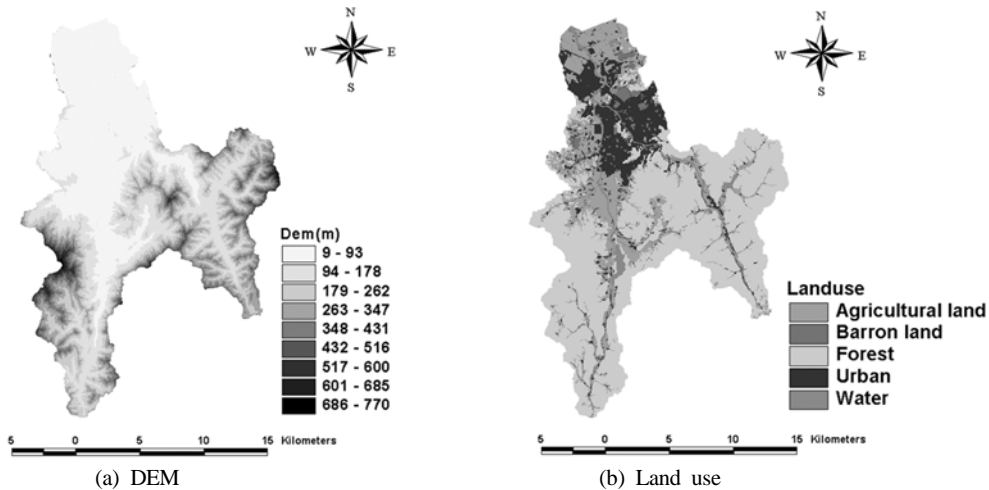 N
W E
S
Dem(m)
9 - 93
94 - 178
179 - 262
263 - 347
348 - 431
432 - 516
517 - 600
601 - 685
686 - 770
5 0 5 10 15 Kilometers
(a) DEM
N
W E
S
Landuse
Agricultural land
Barron land
Forest
Urban
Water
5 0 5 10 15 Kilometers
(b) Land use